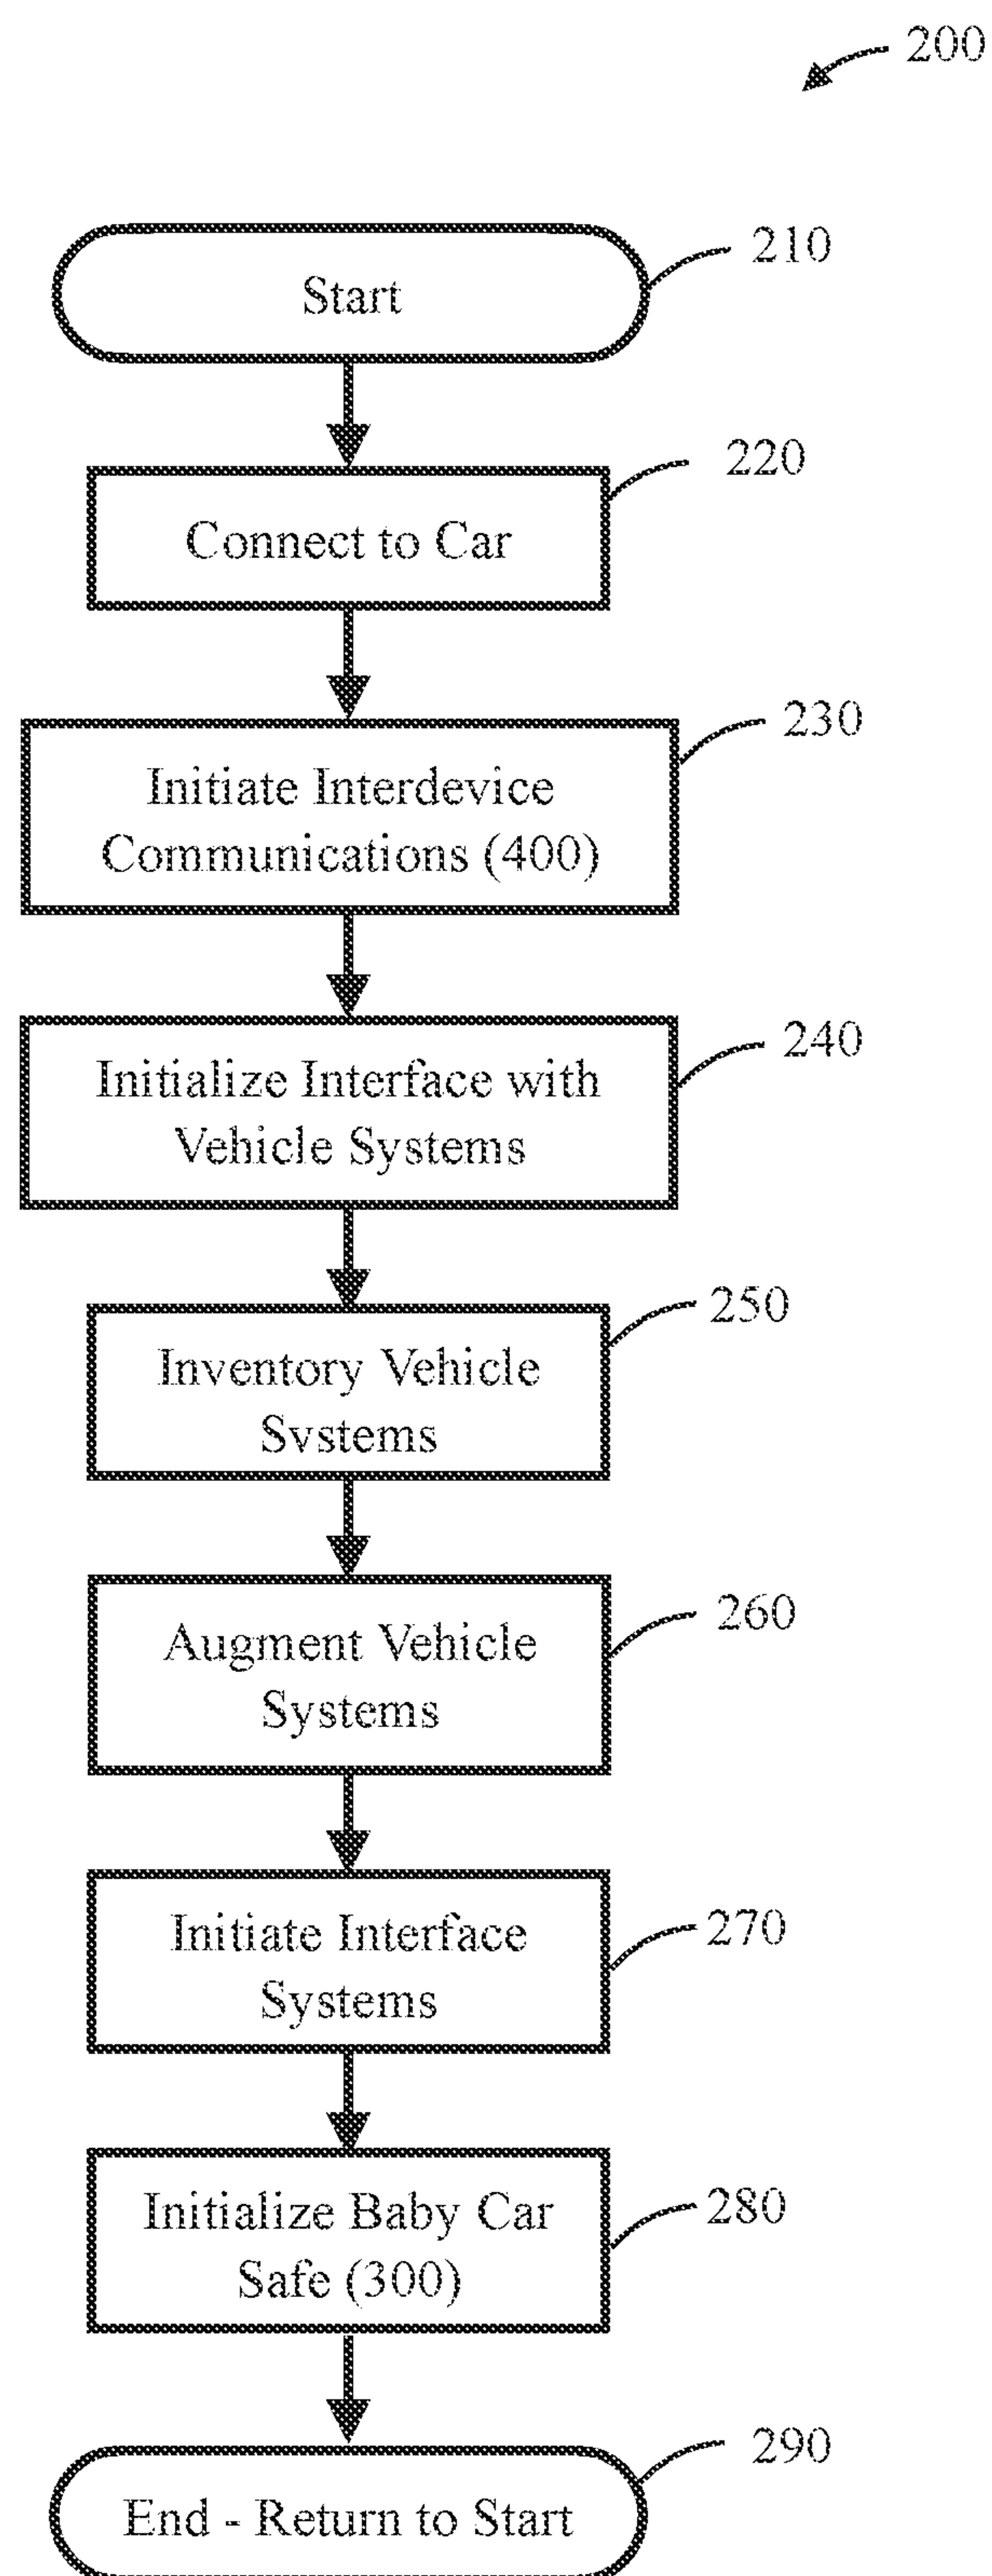 200
Start
210
Connect to Car
220
Initiate Interdevice
Communications (400)
230
Initialize Interface with
Vehicle Systems
240
Inventory Vehicle
Systems
250
Augment Vehicle
Systems
260
Initiate Interface
Systems
270
Initialize Baby Car
Safe (300)
280
End - Return to Start
290